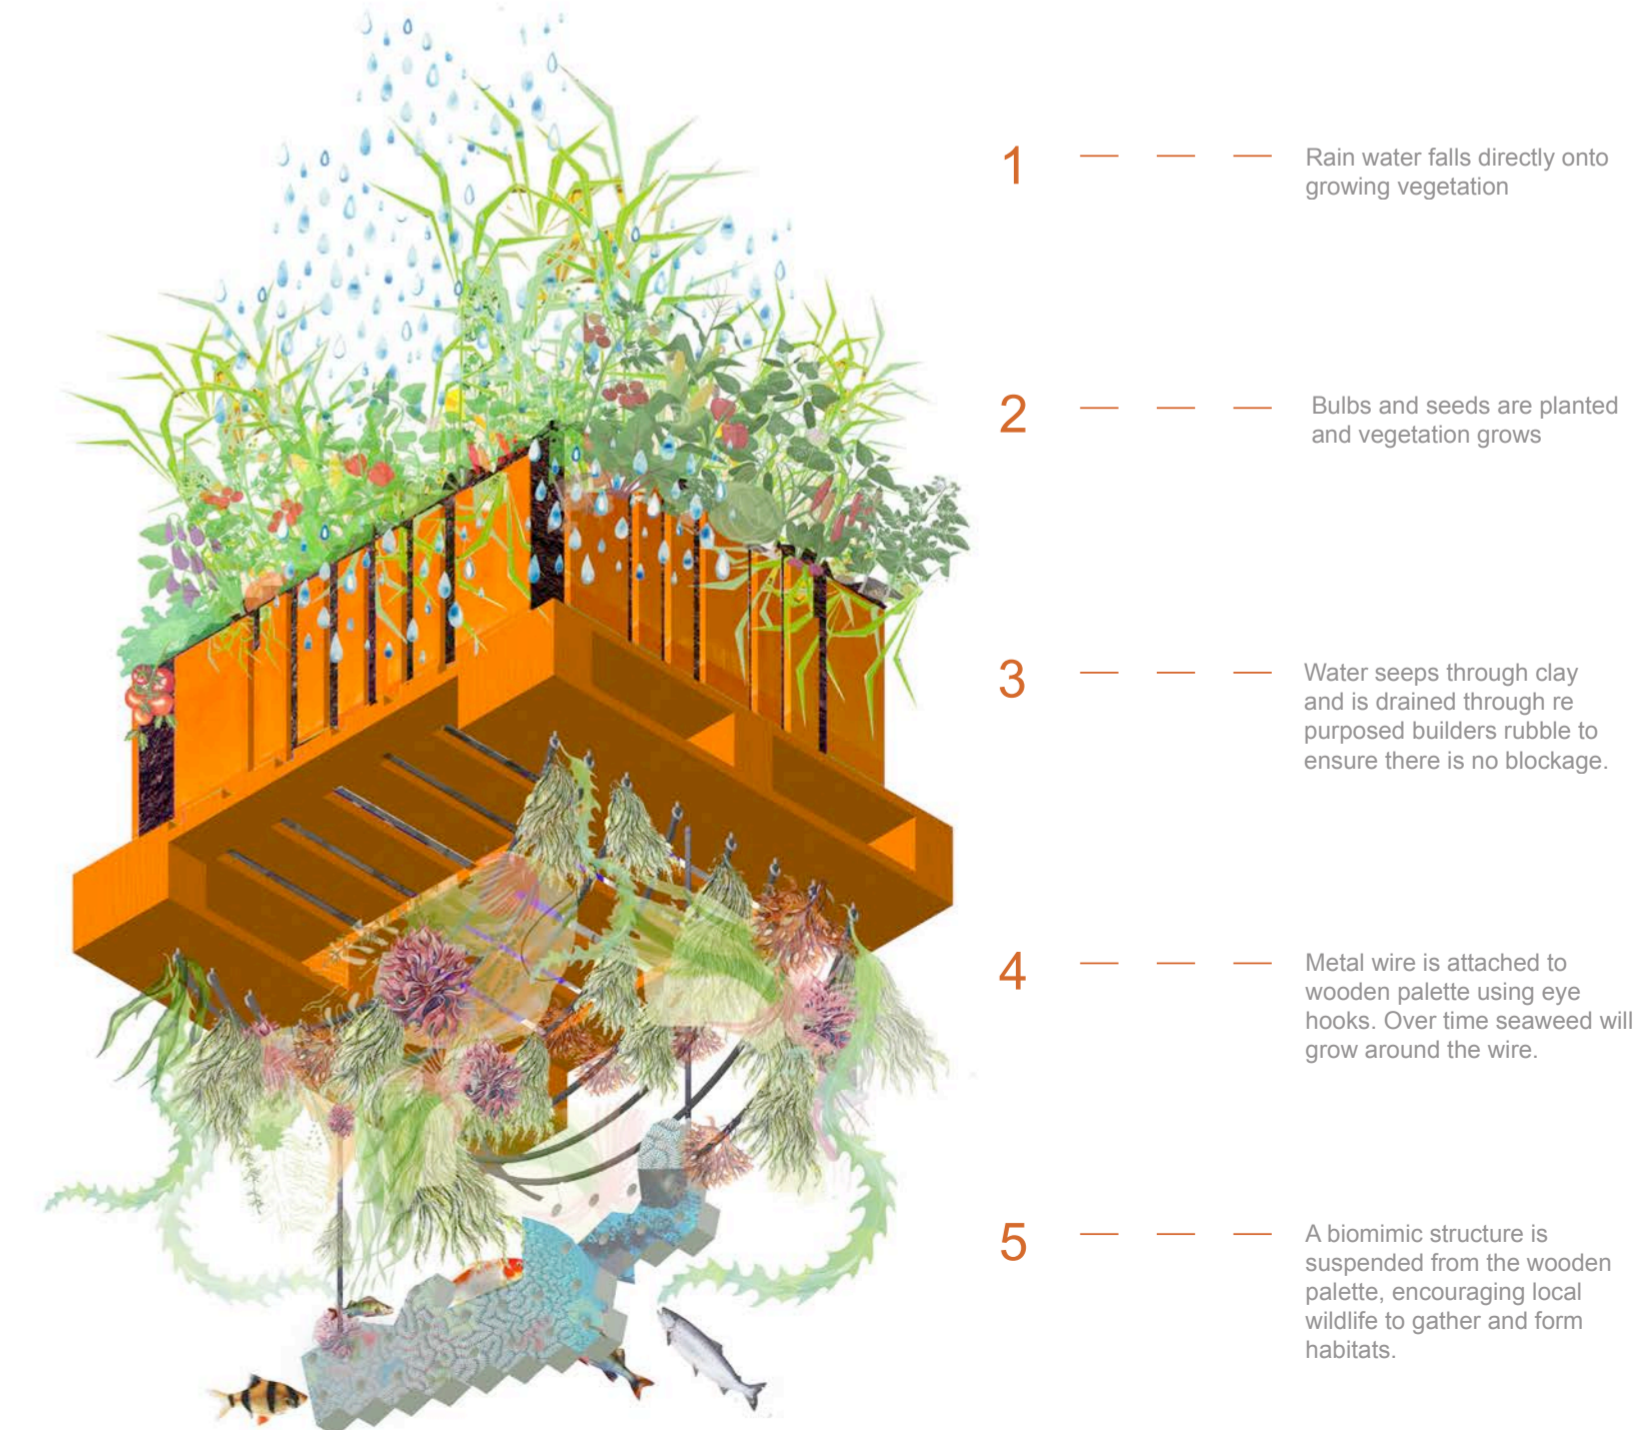 1
Rain water falls directly onto
growing vegetation
2
Bulbs and seeds are planted
and vegetation grows
3
Water seeps through clay
and is drained through re
purposed builders rubble to
ensure there is no blockage.
4
Metal wire is attached to
wooden palette using eye
hooks. Over time seaweed will
grow around the wire.
5
A biomimic structure is
suspended from the wooden
palette, encouraging local
wildlife to gather and form
habitats.